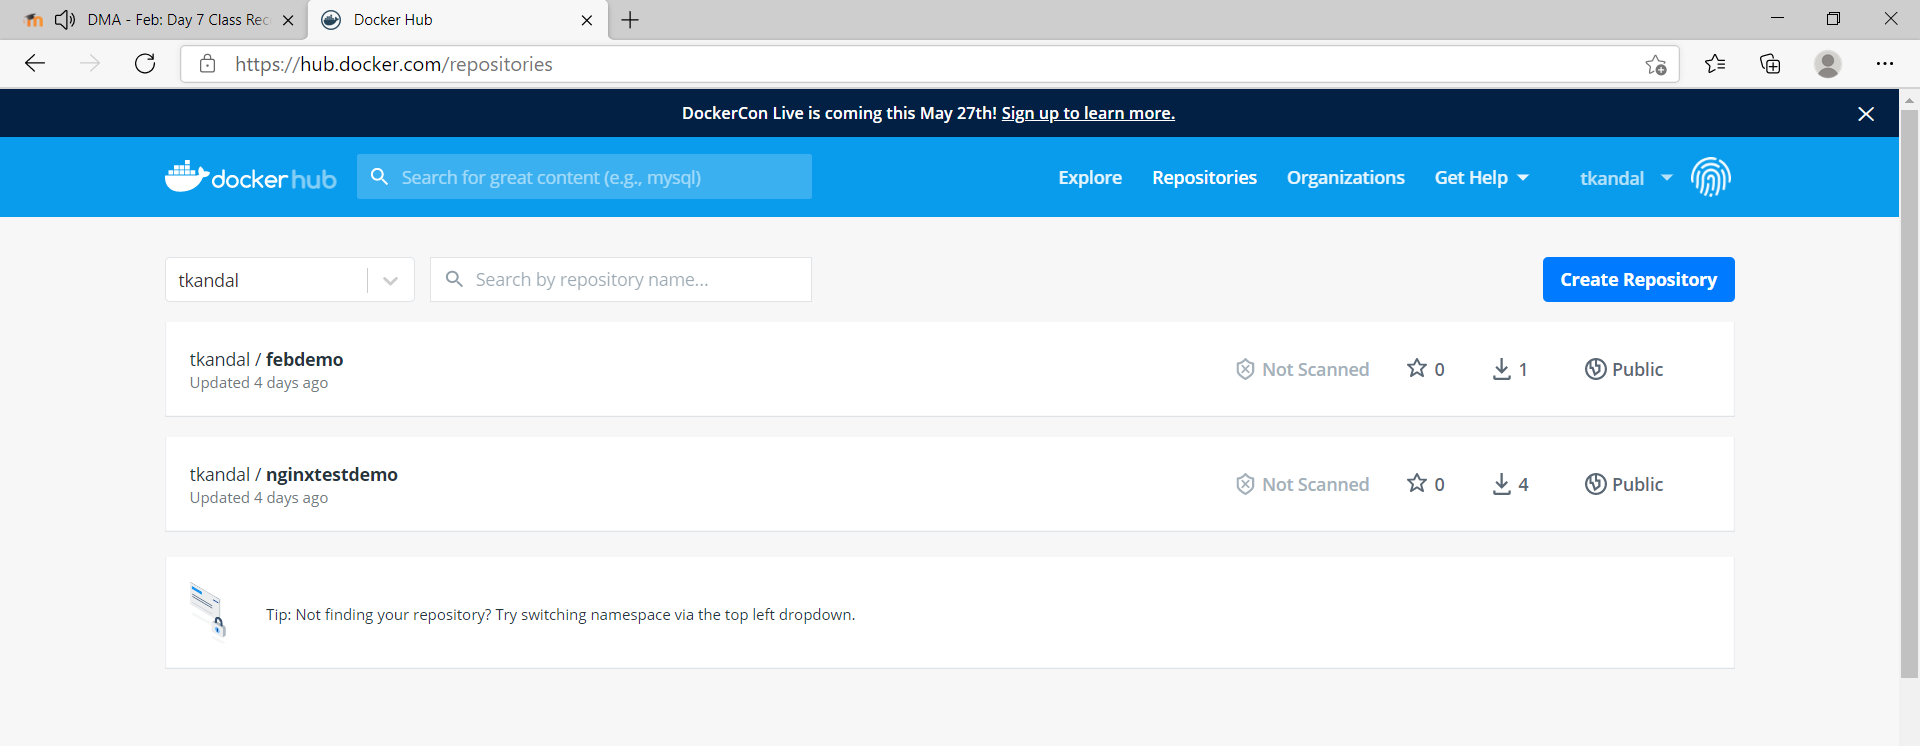 DMA - Feb: Day 7 Class Rec
Docker Hub
https://hub.docker.com/repositories
DockerCon Live is coming this May 27th! Sign up to learn more.
docker hub
Search for great content (e.g., mysql)
Explore
Repositories
Organizations
Get Help
tkandal
tkandal
Search by repository name...
Create Repository
tkandal / febdemo
Updated 4 days ago
Not Scanned
0
1
Public
tkandal / nginxtestdemo
Updated 4 days ago
Not Scanned
0
4
Public
Tip: Not finding your repository? Try switching namespace via the top left dropdown.